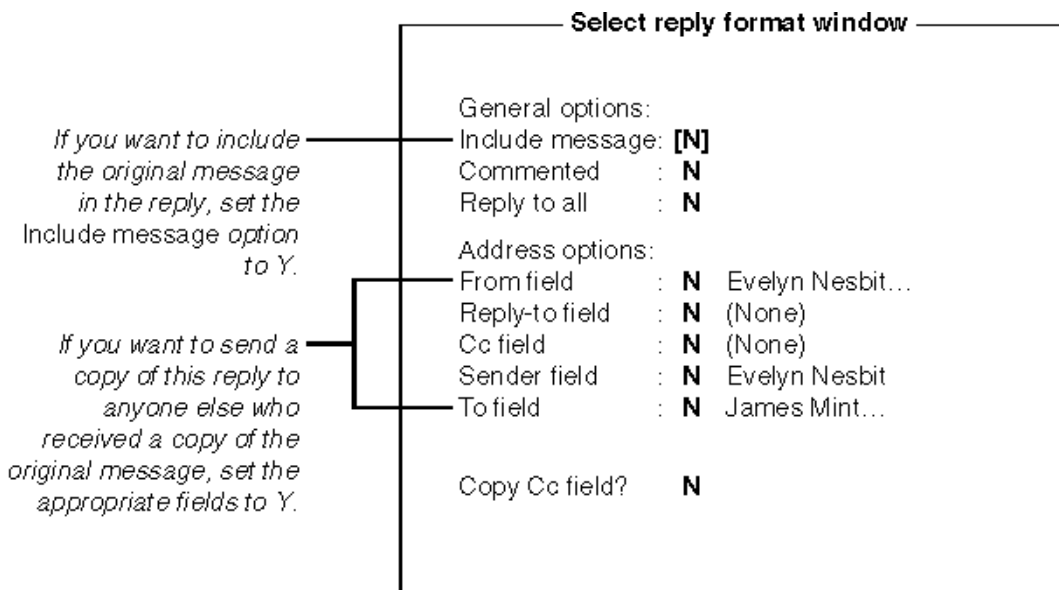 Select reply format window
General options:
If you want to include
the original message
in the reply, set the
Include message option
to Y.
Include message: [N]
Commented : N
Reply to all : N
Address options:
From field : N Evelyn Nesbit...
Reply-to field : N (None)
Cc field : N (None)
Sender field : N Evelyn Nesbit
To field : N James Mint...
If you want to send a
copy of this reply to
anyone else who
received a copy of the
original message, set the
appropriate fields to Y.
Copy Cc field? N